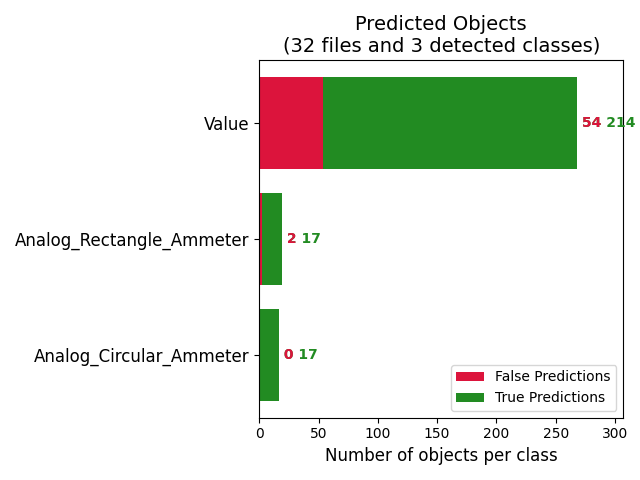 Predicted Objects
(32 files and 3 detected classes)
Value
54 214
Analog_Rectangle_Ammeter
2 17
Analog_Circular_Ammeter
0 17
False Predictions
True Predictions
0 50 100 150 200 250 300
Number of objects per class